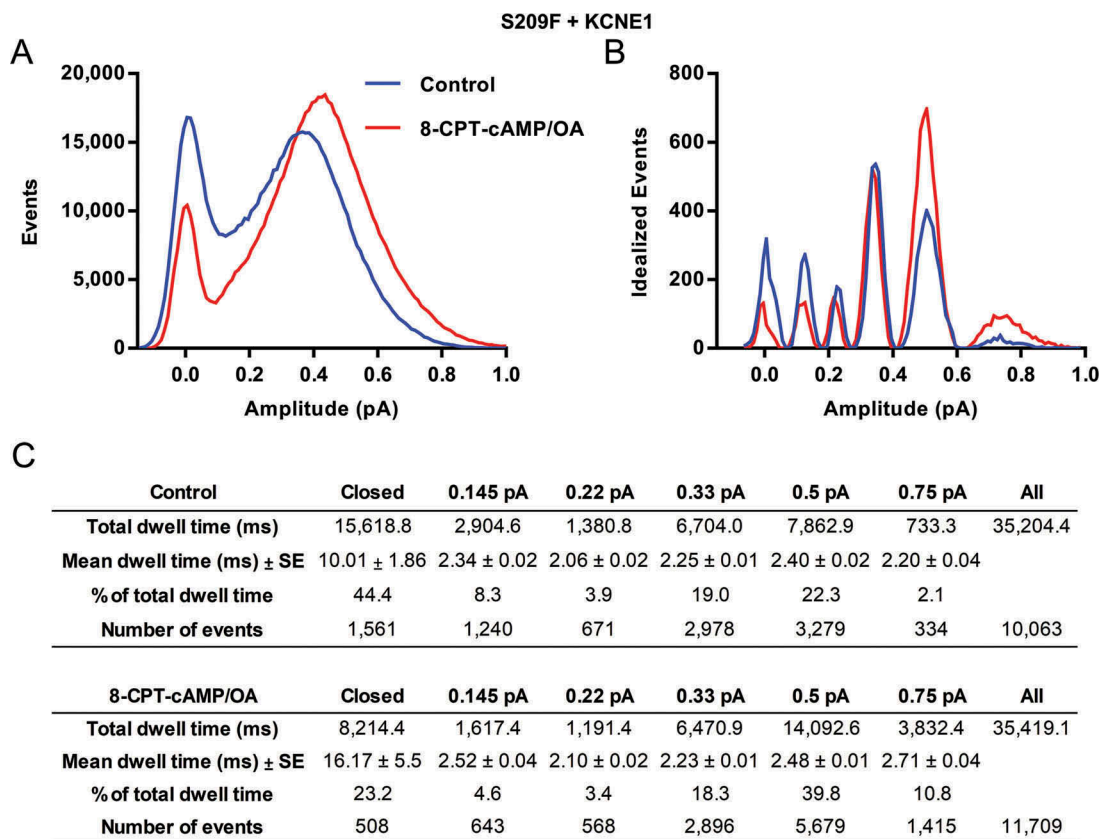 S209F + KCNE1
A
B
20,000
15,000
10,000
5,000
0
Events
0.0 0.2 0.4 0.6 0.8 1.0
Amplitude (pA)
Control
8-CPT-cAMP/OA
800
600
400
200
0
Idealized Events
0.0 0.2 0.4 0.6 0.8 1.0
Amplitude (pA)
C
Control Closed 0.145 pA 0.22 pA 0.33 pA 0.5 pA 0.75 pA All
Total dwell time (ms) 15,618.8 2,904.6 1,380.8 6,704.0 7,862.9 733.3 35,204.4
Mean dwell time (ms) ± SE 10.01 ± 1.86 2.34 ± 0.02 2.06 ± 0.02 2.25 ± 0.01 2.40 ± 0.02 2.20 ± 0.04
% of total dwell time 44.4 8.3 3.9 19.0 22.3 2.1
Number of events 1,561 1,240 671 2,978 3,279 334 10,063
8-CPT-cAMP/OA Closed 0.145 pA 0.22 pA 0.33 pA 0.5 pA 0.75 pA All
Total dwell time (ms) 8,214.4 1,617.4 1,191.4 6,470.9 14,092.6 3,832.4 35,419.1
Mean dwell time (ms) ± SE 16.17 ± 5.5 2.52 ± 0.04 2.10 ± 0.02 2.23 ± 0.01 2.48 ± 0.01 2.71 ± 0.04
% of total dwell time 23.2 4.6 3.4 18.3 39.8 10.8
Number of events 508 643 568 2,896 5,679 1,415 11,709